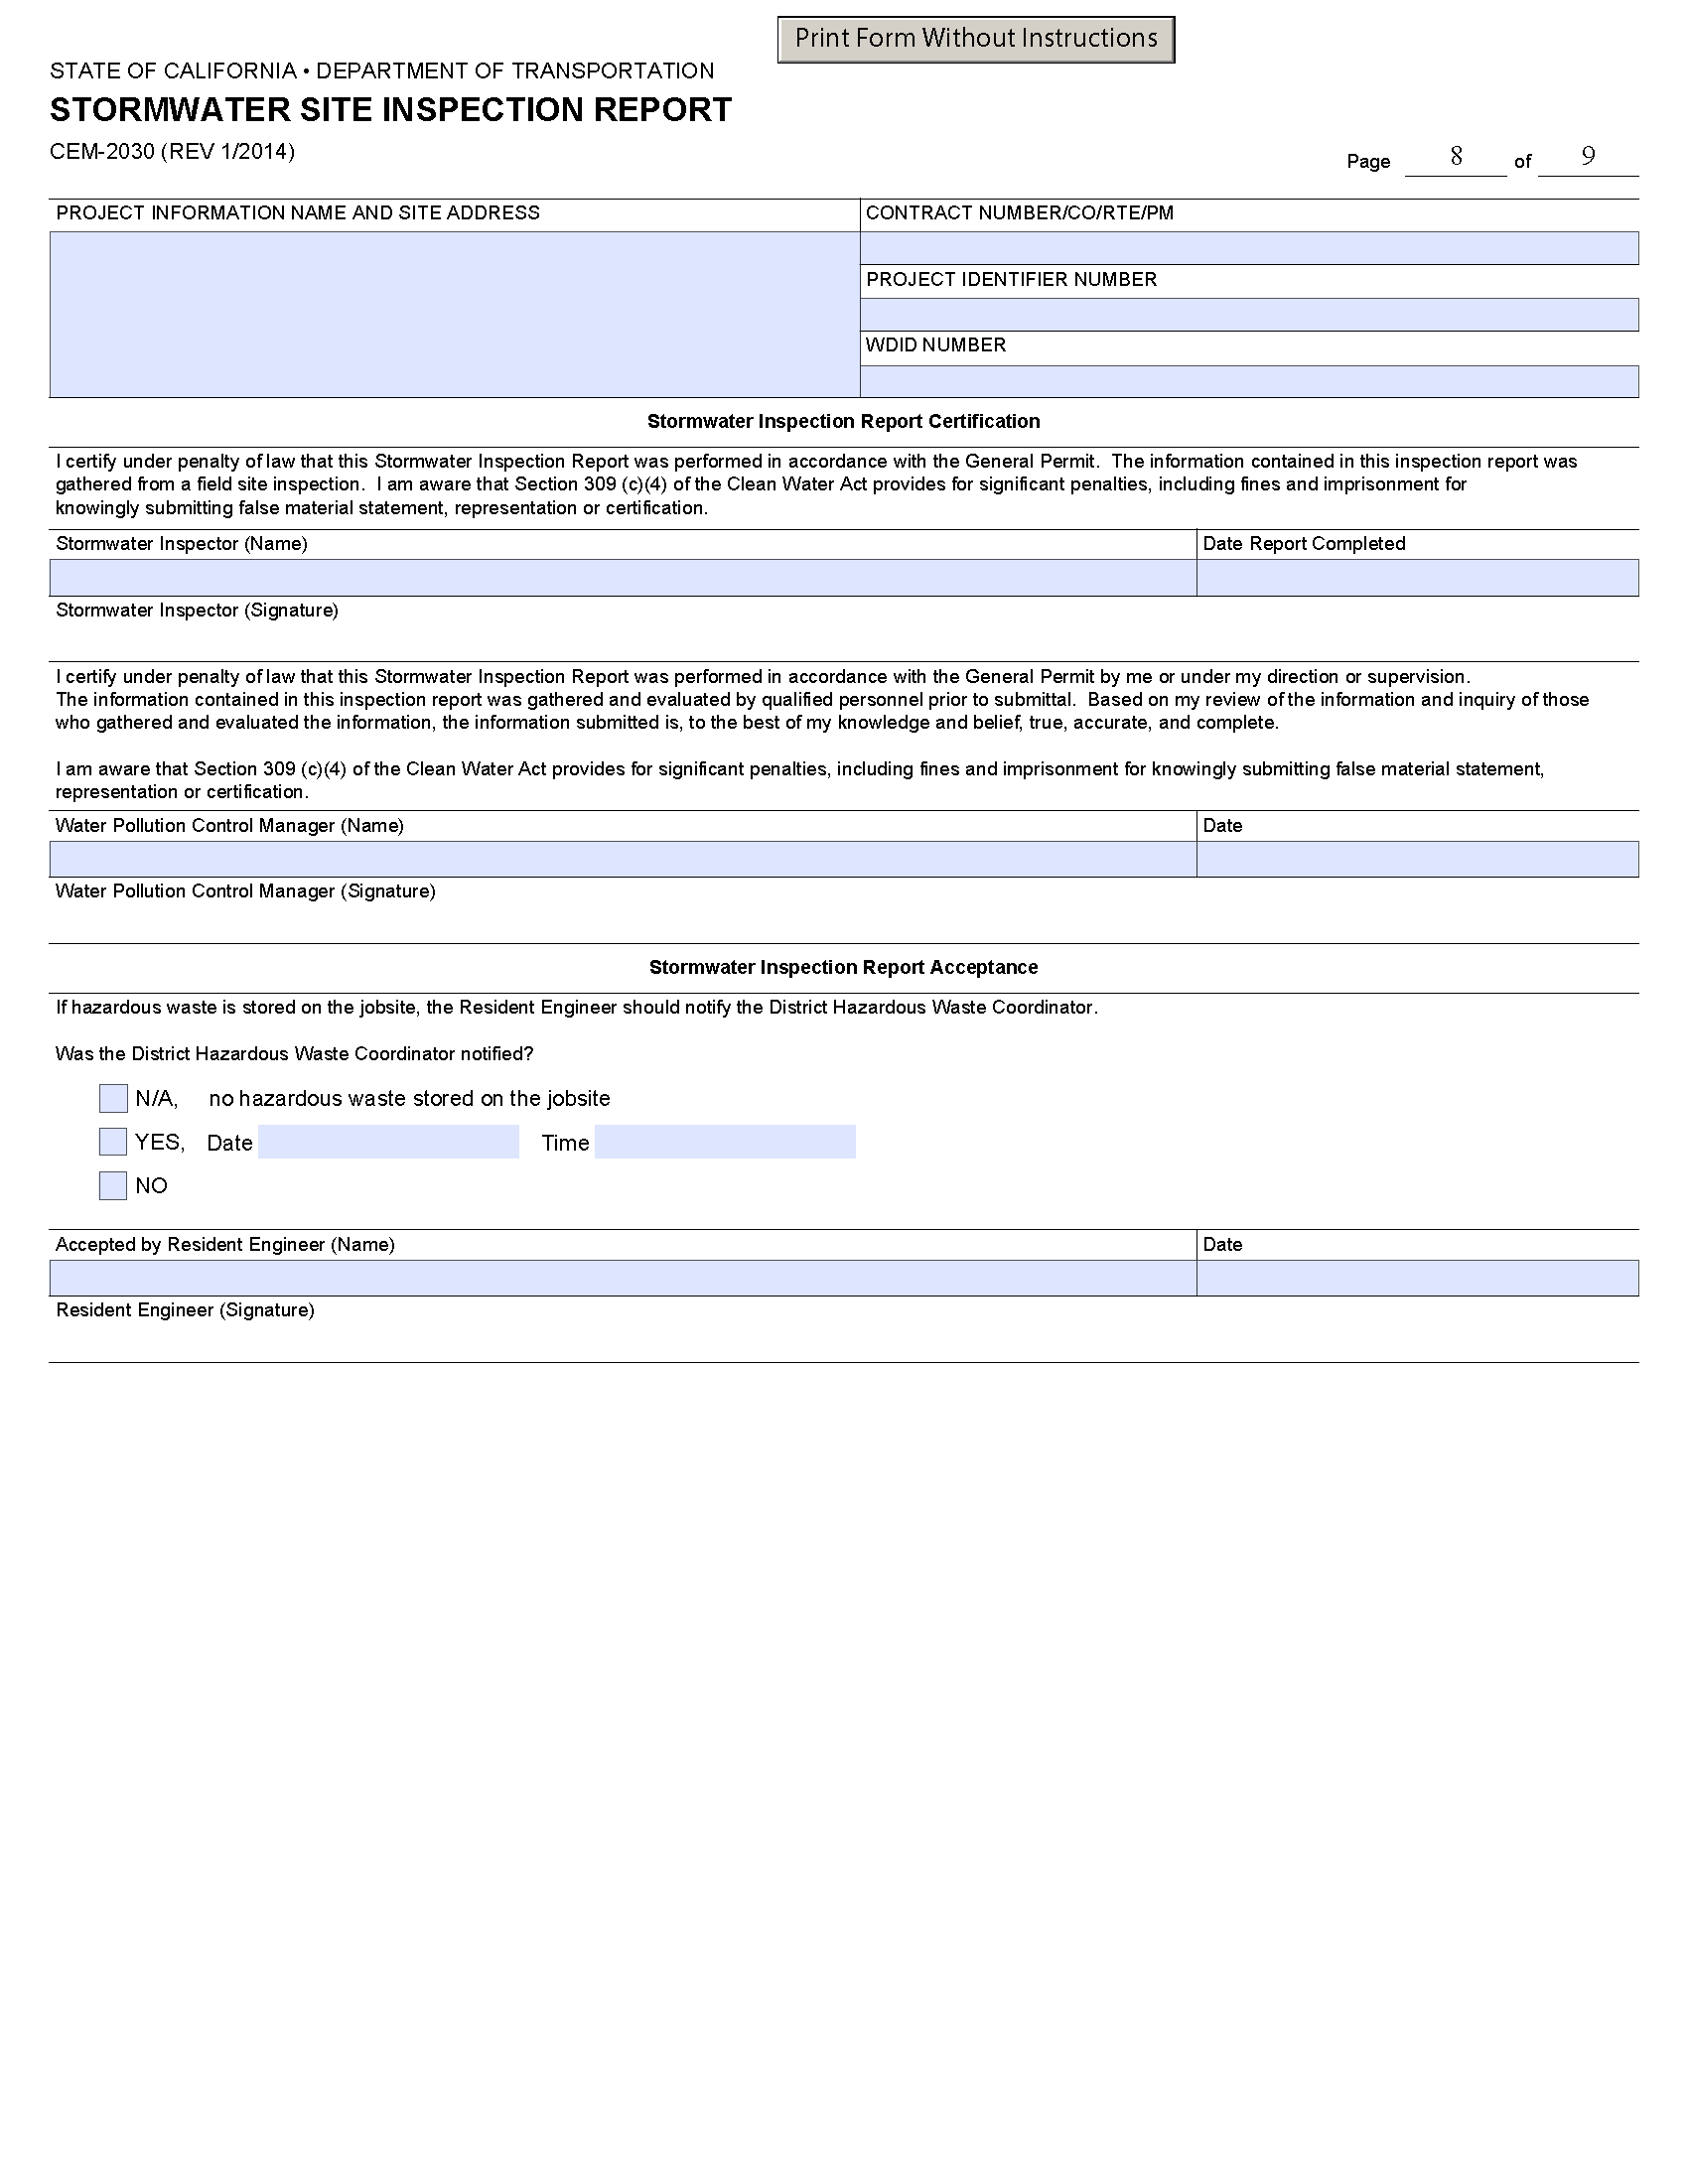 Print Form Without Instructions
STATE OF CALIFORNIA • DEPARTMENT OF TRANSPORTATION
STORMWATER SITE INSPECTION REPORT
CEM-2030 (REV 1/2014)
Page 8 of 9
PROJECT INFORMATION NAME AND SITE ADDRESS
CONTRACT NUMBER/CO/RTE/PM
PROJECT IDENTIFIER NUMBER
WDID NUMBER
Stormwater Inspection Report Certification
I certify under penalty of law that this Stormwater Inspection Report was performed in accordance with the General Permit.  The information contained in this inspection report was
gathered from a field site inspection.  I am aware that Section 309 (c)(4) of the Clean Water Act provides for significant penalties, including fines and imprisonment for
knowingly submitting false material statement, representation or certification.
Stormwater Inspector (Name)
Date Report Completed
Stormwater Inspector (Signature)
I certify under penalty of law that this Stormwater Inspection Report was performed in accordance with the General Permit by me or under my direction or supervision.
The information contained in this inspection report was gathered and evaluated by qualified personnel prior to submittal.  Based on my review of the information and inquiry of those
who gathered and evaluated the information, the information submitted is, to the best of my knowledge and belief, true, accurate, and complete.
I am aware that Section 309 (c)(4) of the Clean Water Act provides for significant penalties, including fines and imprisonment for knowingly submitting false material statement,
representation or certification.
Water Pollution Control Manager (Name)
Date
Water Pollution Control Manager (Signature)
Stormwater Inspection Report Acceptance
If hazardous waste is stored on the jobsite, the Resident Engineer should notify the District Hazardous Waste Coordinator.
Was the District Hazardous Waste Coordinator notified?
N/A, no hazardous waste stored on the jobsite
YES, Date Time
NO
Accepted by Resident Engineer (Name)
Date
Resident Engineer (Signature)